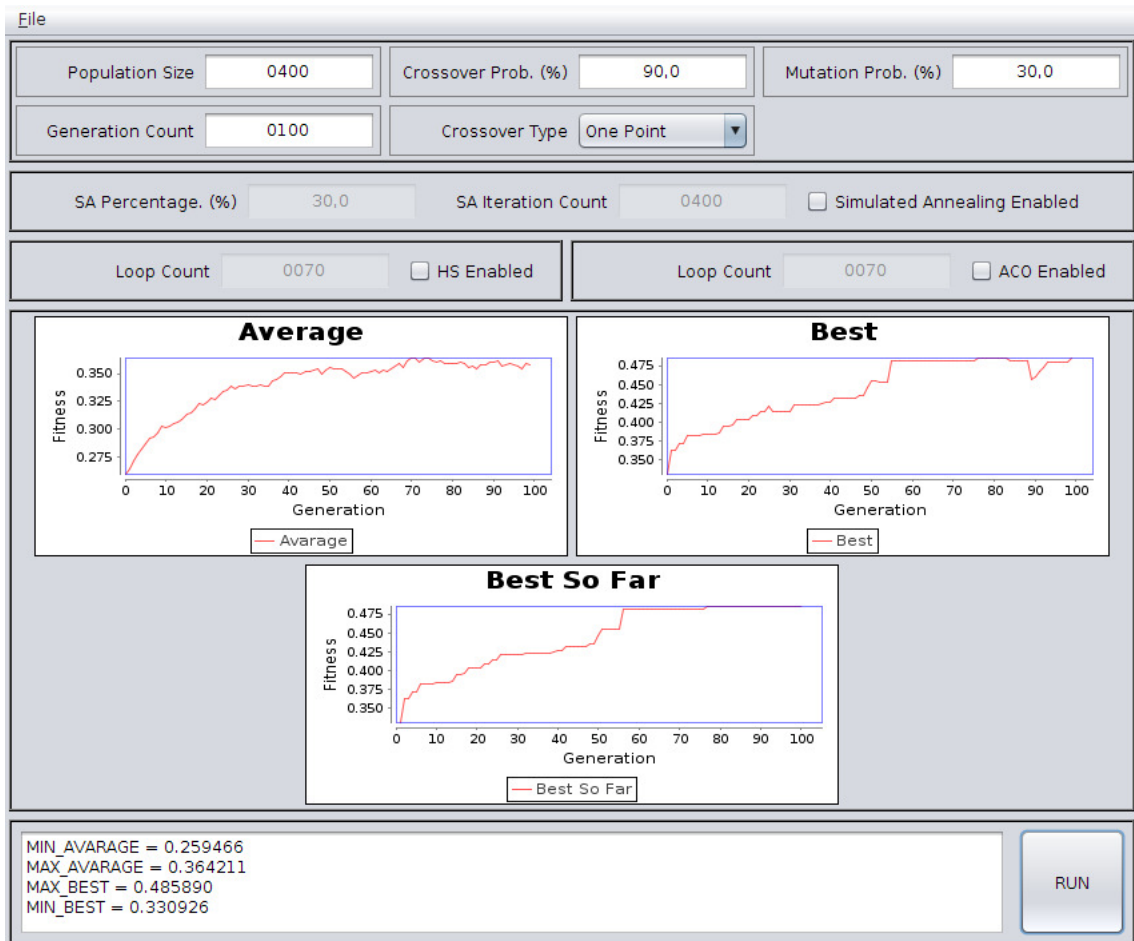 File
Population Size 0400 Crossover Prob. (%) 90,0 Mutation Prob. (%) 30,0
Generation Count 0100 Crossover Type One Point
SA Percentage. (%) 30,0 SA Iteration Count 0400 Simulated Annealing Enabled
Loop Count 0070 HS Enabled Loop Count 0070 ACO Enabled
Average
Fitness
0.350
0.325
0.300
0.275
0 10 20 30 40 50 60 70 80 90 100
Generation
Avarage
Best
Fitness
0.475
0.450
0.425
0.400
0.375
0.350
0 10 20 30 40 50 60 70 80 90 100
Generation
Best
Best So Far
Fitness
0.475
0.450
0.425
0.400
0.375
0.350
0 10 20 30 40 50 60 70 80 90 100
Generation
Best So Far
MIN_AVARAGE = 0.259466
MAX_AVARAGE = 0.364211
MAX_BEST = 0.485890
MIN_BEST = 0.330926
RUN